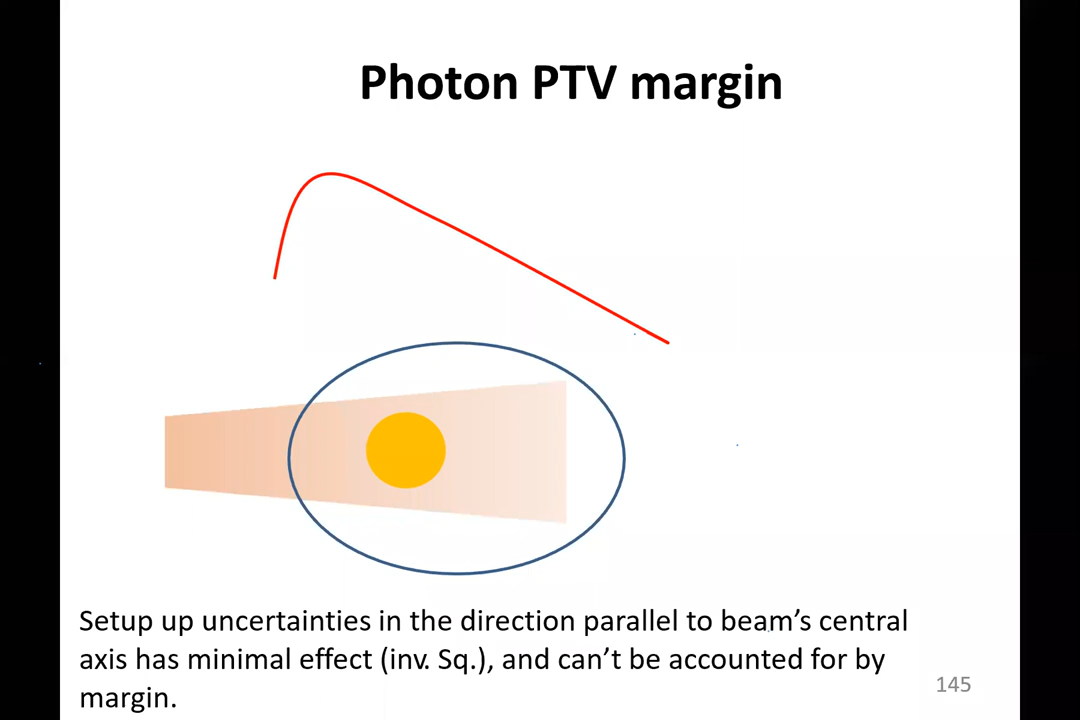 Photon PTV margin
Setup up uncertainties in the direction parallel to beam’s central
axis has minimal effect (inv. Sq.), and can’t be accounted for by
margin.
145